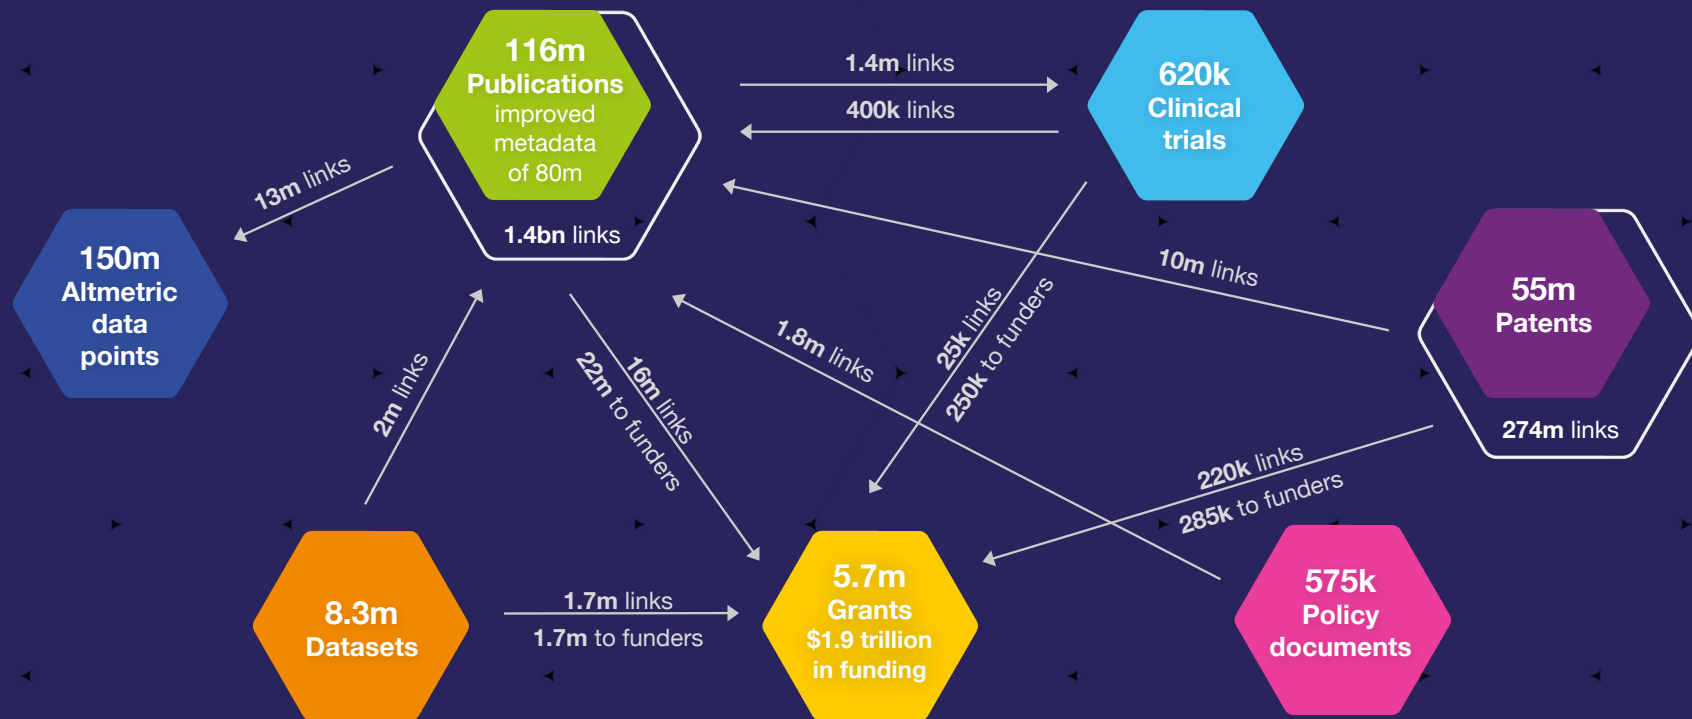 116m
Publications
improved
metadata
of 80m
1.4bn links
1.4m links
400k links
620k
Clinical
trials
13m links
150m
Altmetric
data
points
10m links
55m
Patents
274m links
25k links
250k to funders
1.8m links
2m links
16m links
22m to funders
220k links
285k to funders
8.3m
Datasets
1.7m links
1.7m to funders
5.7m
Grants
$1.9 trillion
in funding
575k
Policy
documents